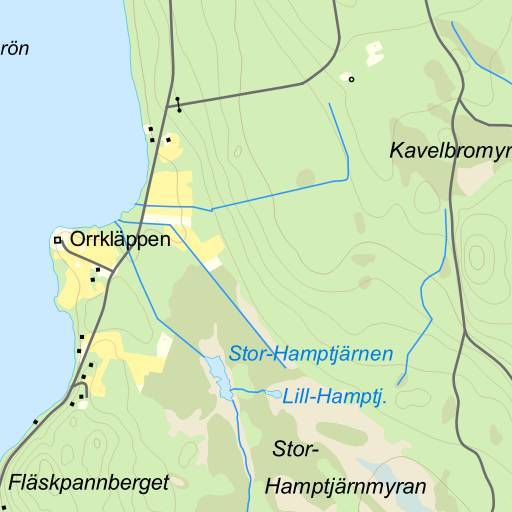 rön
Kavelbromyr
Orrkläppen
Stor-Hamptjärnen
Lill-Hamptj.
Stor-
Hamptjärnmyran
Fläskpannberget